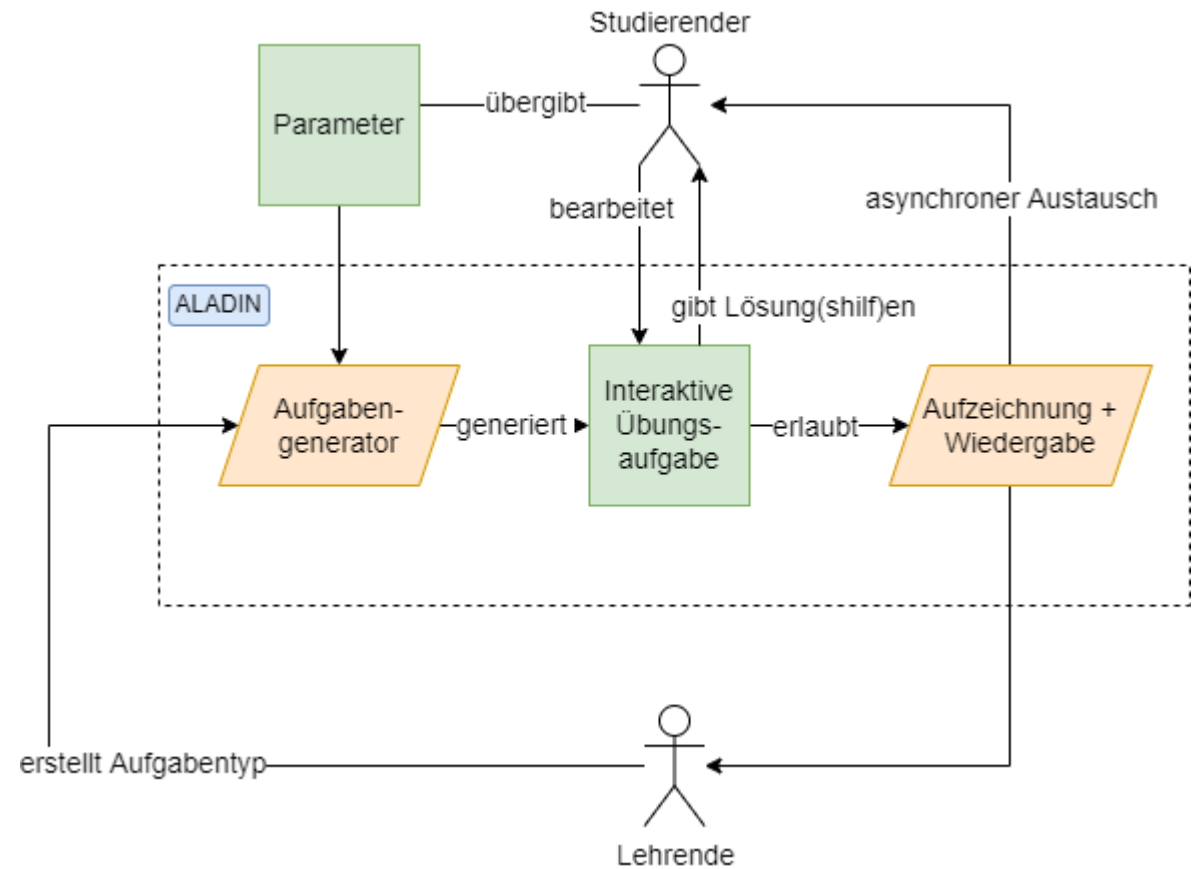 Studierender
Parameter
übergibt
bearbeitet
asynchroner Austausch
ALADIN
gibt Lösung(shilf)en
Aufgaben-
generator
generiert
Interaktive
Übungs-
aufgabe
erlaubt
Aufzeichnung +
Wiedergabe
erstellt Aufgabentyp
Lehrende